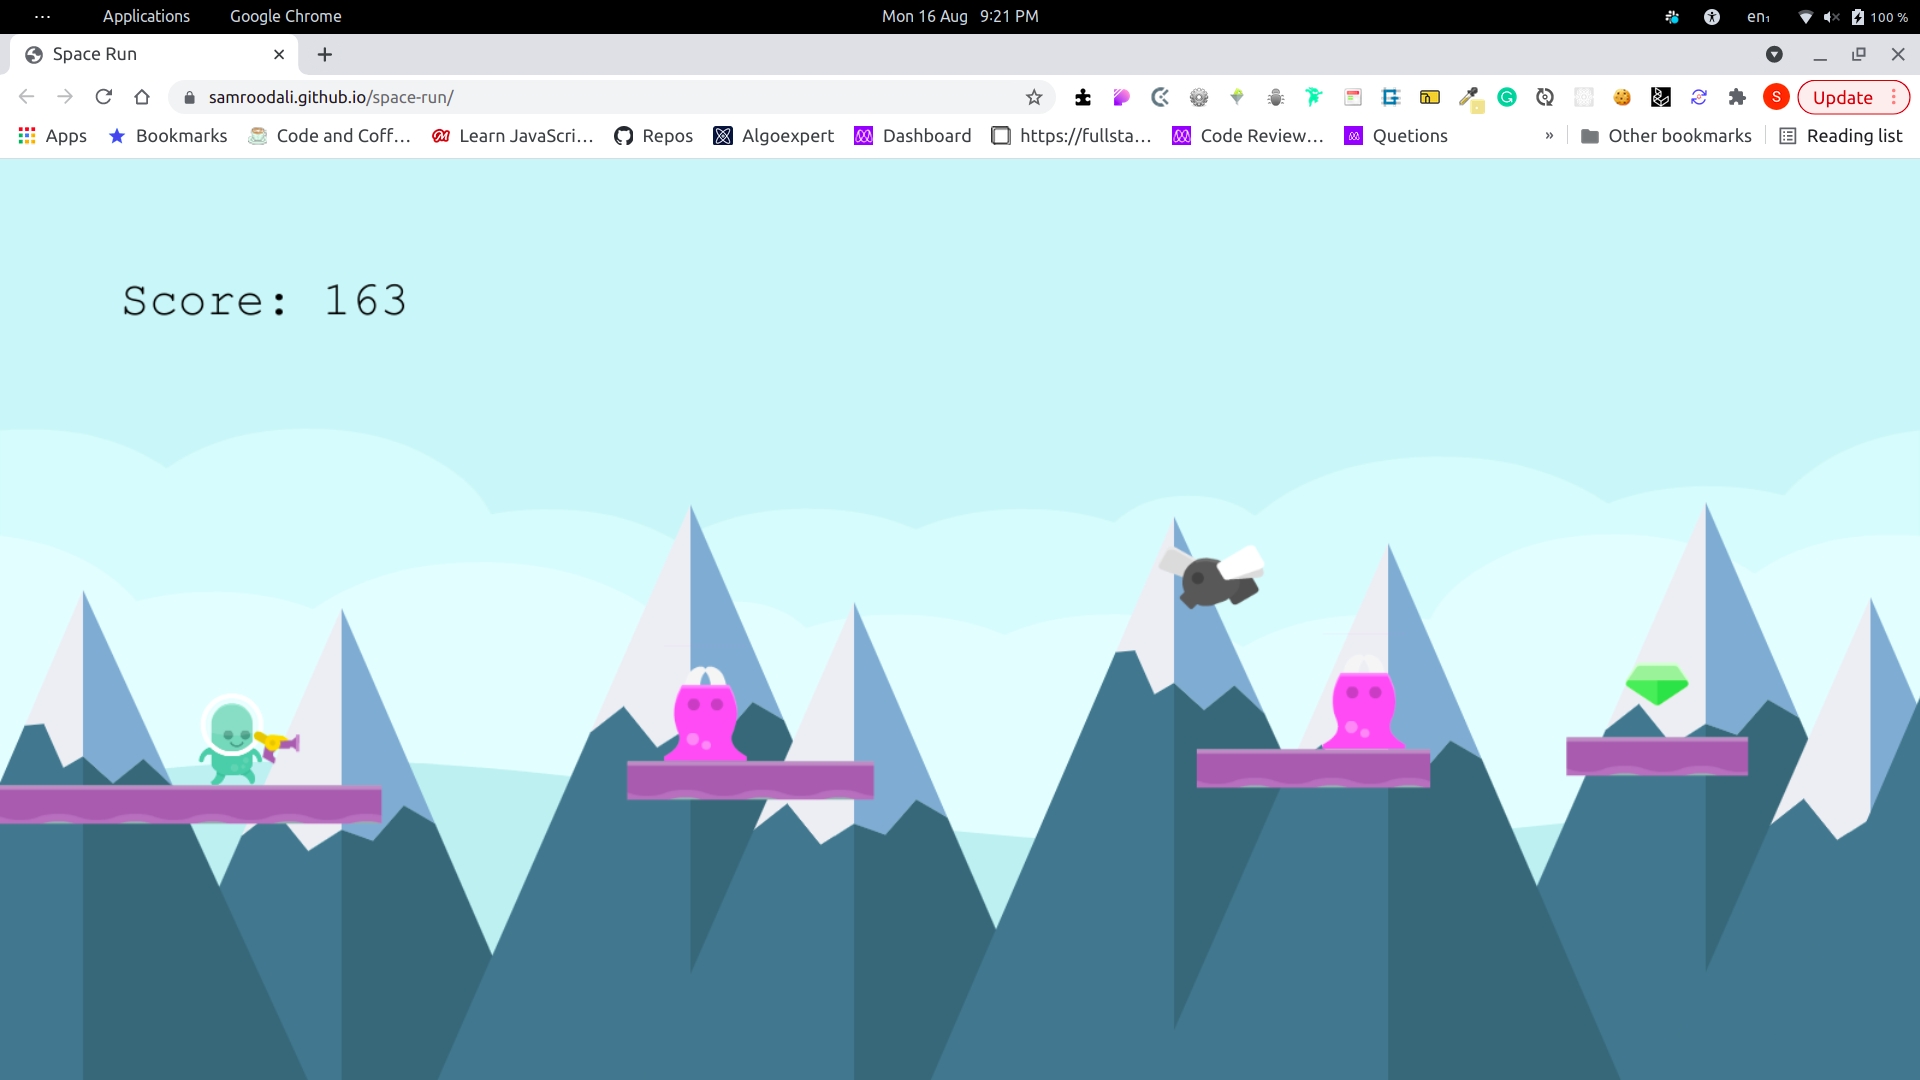 ... Applications Google Chrome Mon 16 Aug 9:21 PM en₁ 100 %
Space Run
samroodali.github.io/space-run/ S Update
Apps Bookmarks Code and Coff... Learn JavaScri... Repos Algoexpert Dashboard https://fullsta... Code Review... Quetions » Other bookmarks Reading list
Score: 163